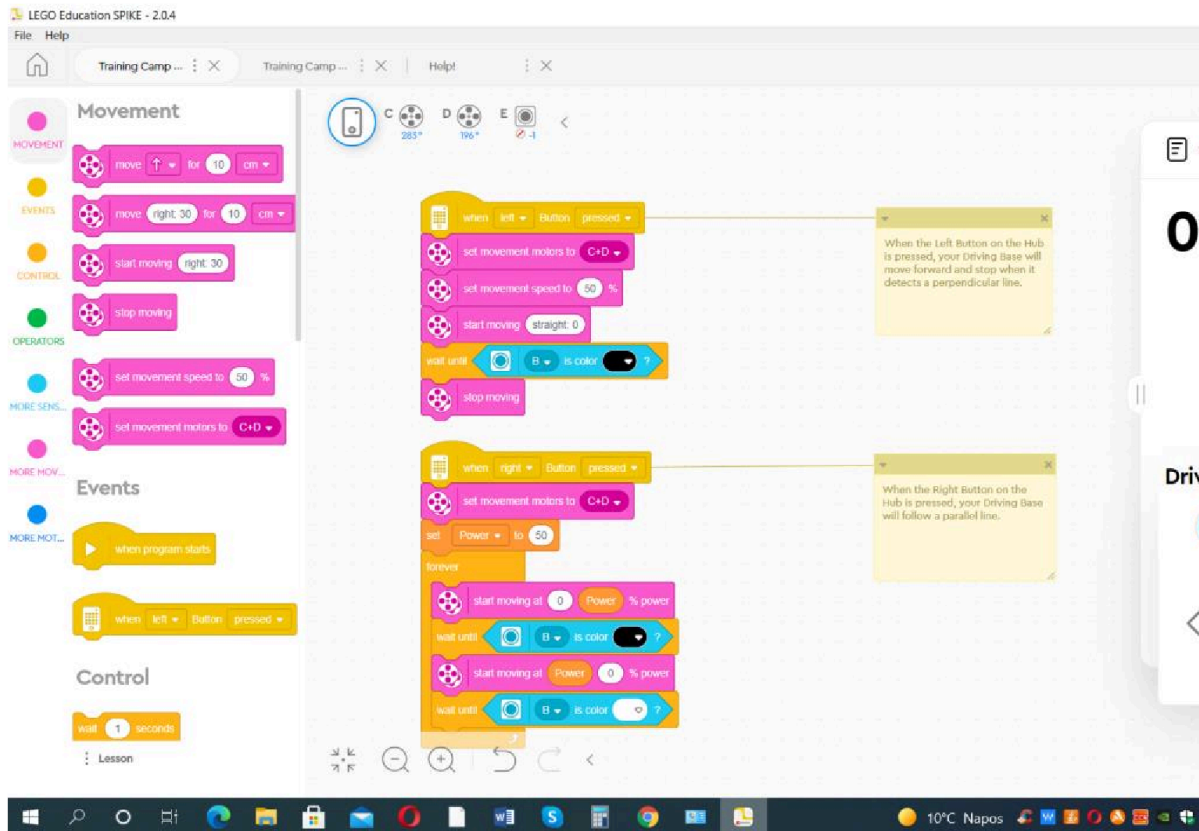 LEGO Education SPIKE - 2.0.4
File Help
Training Camp ...
Training Camp ...
Help!
Movement
MOVEMENT
EVENTS
CONTROL
OPERATORS
MORE SENS...
MORE MOV...
MORE MOT...
move for 10 cm
move right: 30 for 10 cm
start moving right: 30
stop moving
set movement speed to 50 %
set movement motors to C+D
Events
when program starts
when left Button pressed
Control
wait 1 seconds
Lesson
C 285°
D 196°
E -1
when left Button pressed
set movement motors to C+D
set movement speed to 50 %
start moving straight: 0
wait until B is color ?
stop moving
When the Left Button on the Hub
is pressed, your Driving Base will
move forward and stop when it
detects a perpendicular line.
when right Button pressed
set movement motors to C+D
set Power to 50
forever
start moving at 0 Power % power
wait until B is color ?
start moving at Power 0 % power
wait until B is color ?
When the Right Button on the
Hub is pressed, your Driving Base
will follow a parallel line.
0
Driv
10°C Napos